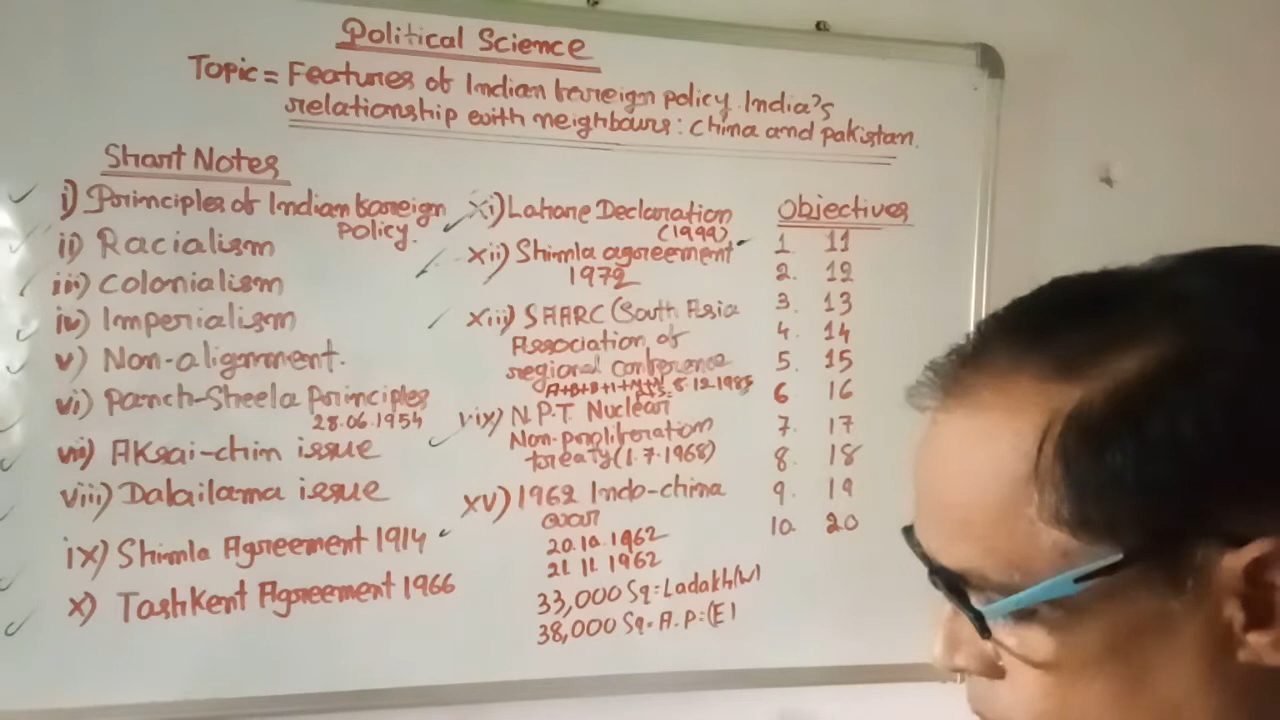 Political Science
Topic = Features of Indian foreign policy. India's
relationship with neighbours: China and pakistan.
Short Notes
i) Principles of Indian foreign
policy.
ii) Racialism
iii) Colonialism
iv) Imperialism
v) Non-alignment.
vi) Panch-Sheela Principles
28.06.1954
vii) Aksai-chin issue
viii) Dalailama issue
ix) Shimla Agreement 1914
x) Tashkent Agreement 1966
xi) Lahore Declaration
(1999)
xii) Shimla agreement
1972
xiii) SAARC (South Asia
Association of
regional conference
8.12.1985
vix) N.P.T. Nuclear
Non-proliferation
treaty (1.7.1968)
xv) 1962 Indo-china
war
20.10.1962
21.11.1962
33,000 Sq = Ladakh(W)
38,000 Sq. A.P = (E)
Objectives
1. 11
2. 12
3. 13
4. 14
5. 15
6 16
7. 17
8. 18
9. 19
10. 20